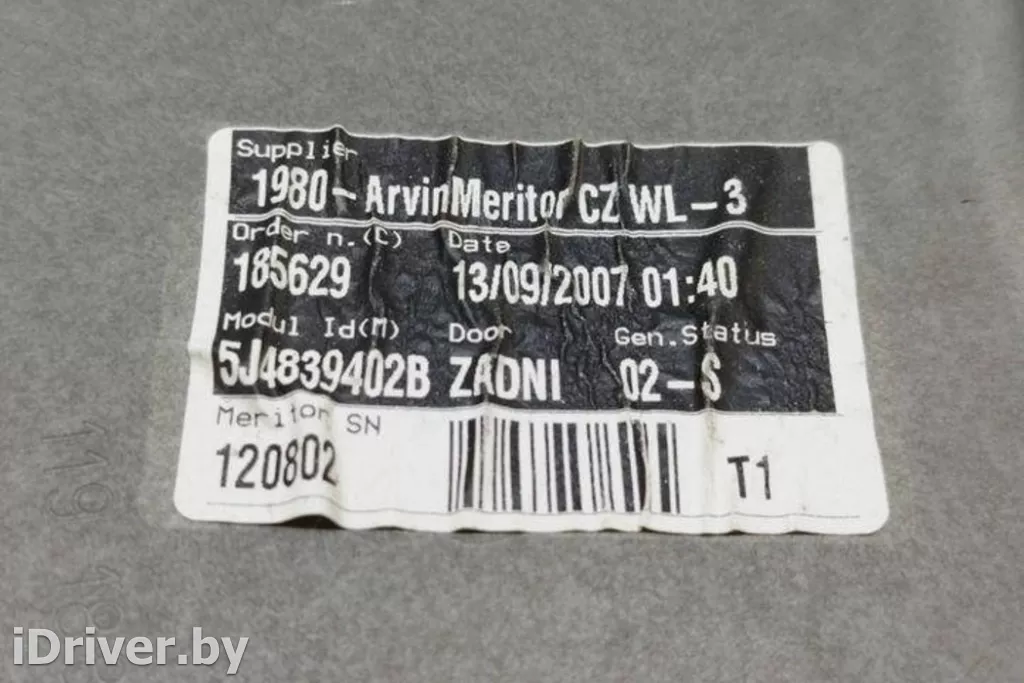 Supplier
1980-ArvinMeritor CZ WL-3
Order n.(C) Date
185629 13/09/2007 01:40
Modul Id(M) Door Gen.Status
5J4839402B ZADNI 02-S
Meritor SN
120802 T1
119
iDriver.by